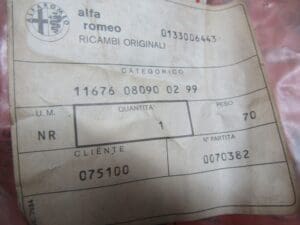 alfa
romeo 0133006443
RICAMBI ORIGINALI
CATEGORICO
11676 08090 02 99
U.M. QUANTITA' PESO
NR 1 70
CLIENTE N° PARTITA
075100 0070382